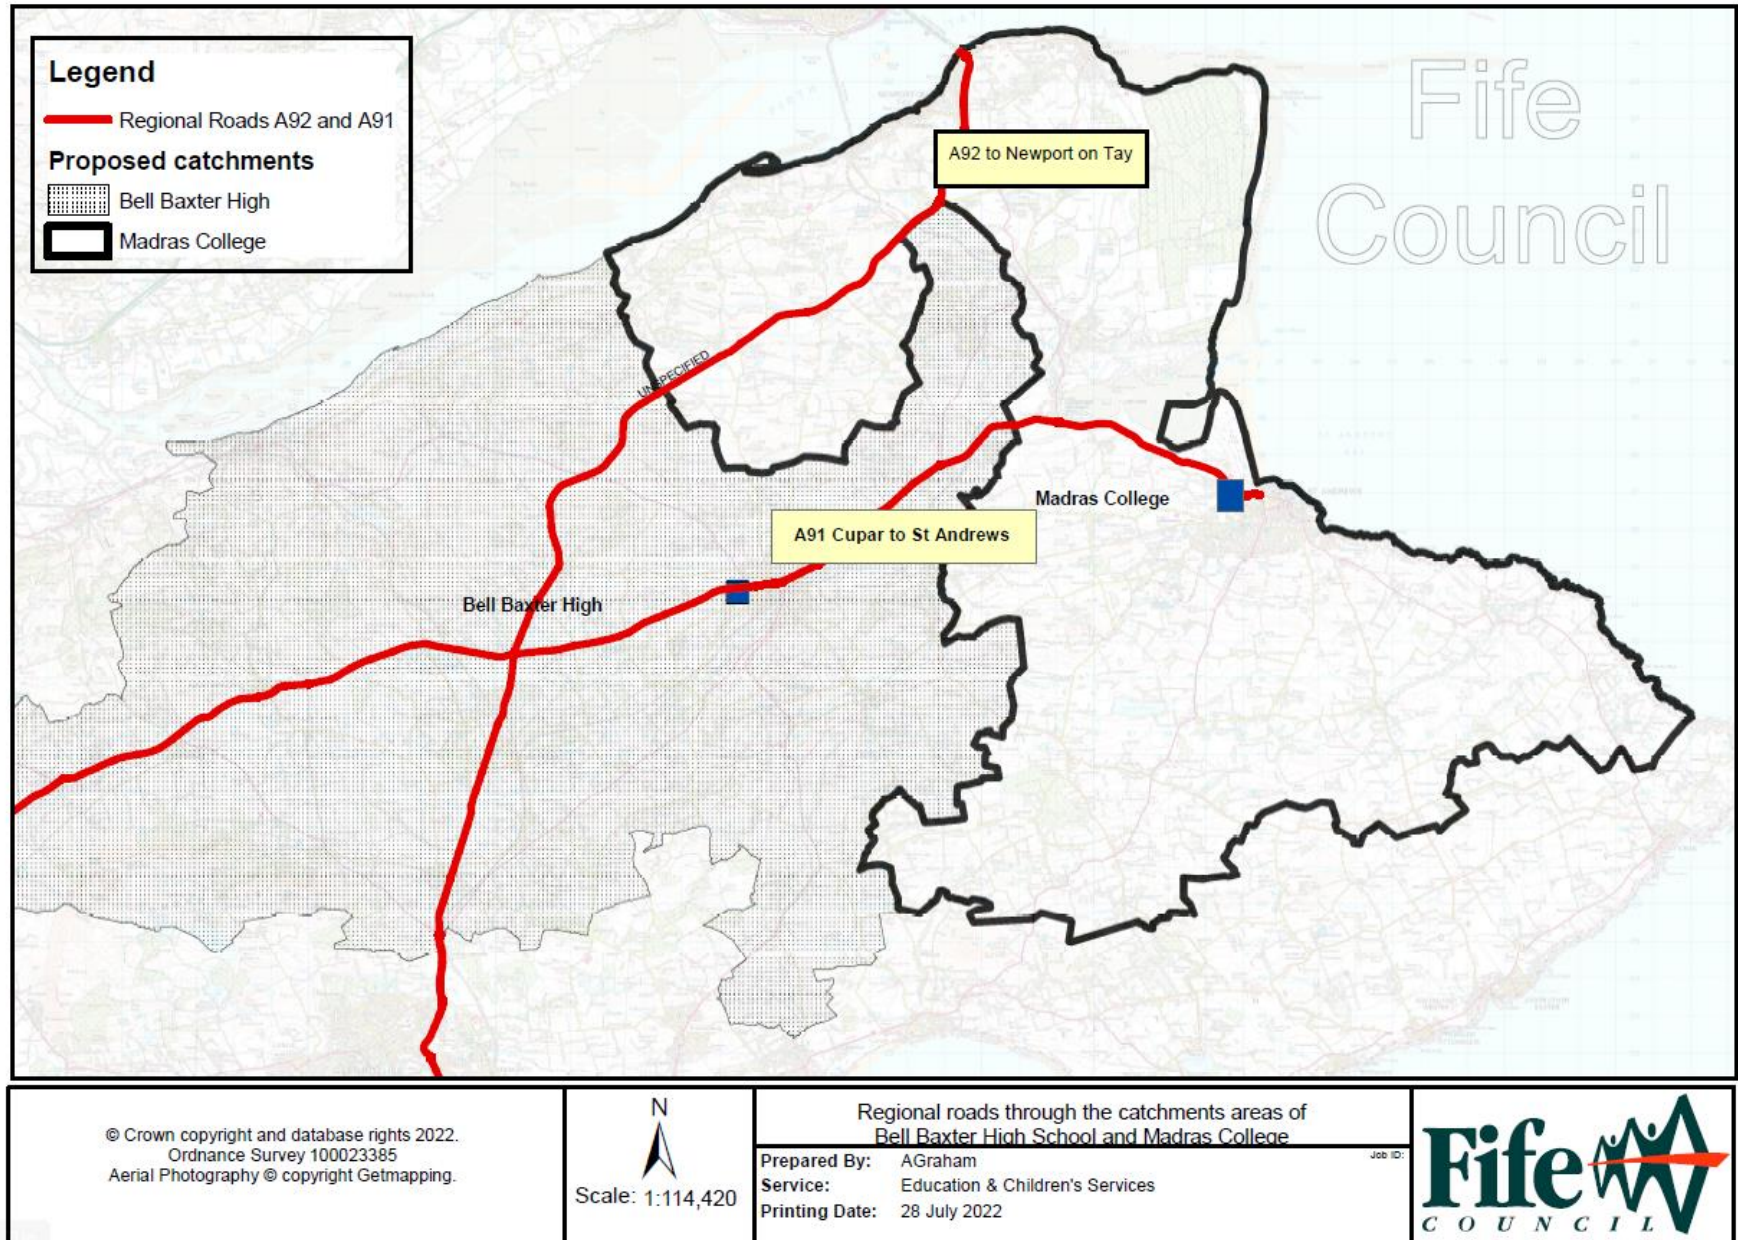 Legend
Regional Roads A92 and A91
Proposed catchments
Bell Baxter High
Madras College
Fife
Council
A92 to Newport on Tay
UNSPECIFIED
Madras College
A91 Cupar to St Andrews
Bell Baxter High
© Crown copyright and database rights 2022.
Ordnance Survey 100023385
Aerial Photography © copyright Getmapping.
N
Scale: 1:114,420
Regional roads through the catchments areas of
Bell Baxter High School and Madras College
Job ID:
Prepared By: AGraham
Service: Education & Children's Services
Printing Date: 28 July 2022
Fife
COUNCIL